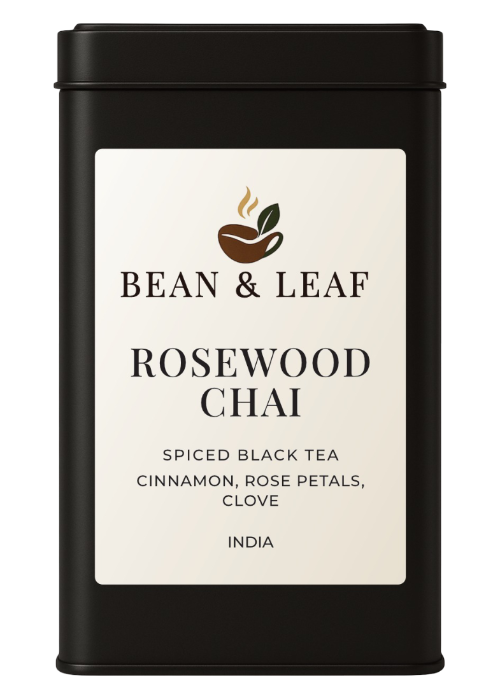 BEAN & LEAF
ROSEWOOD
CHAI
SPICED BLACK TEA
CINNAMON, ROSE PETALS,
CLOVE
INDIA